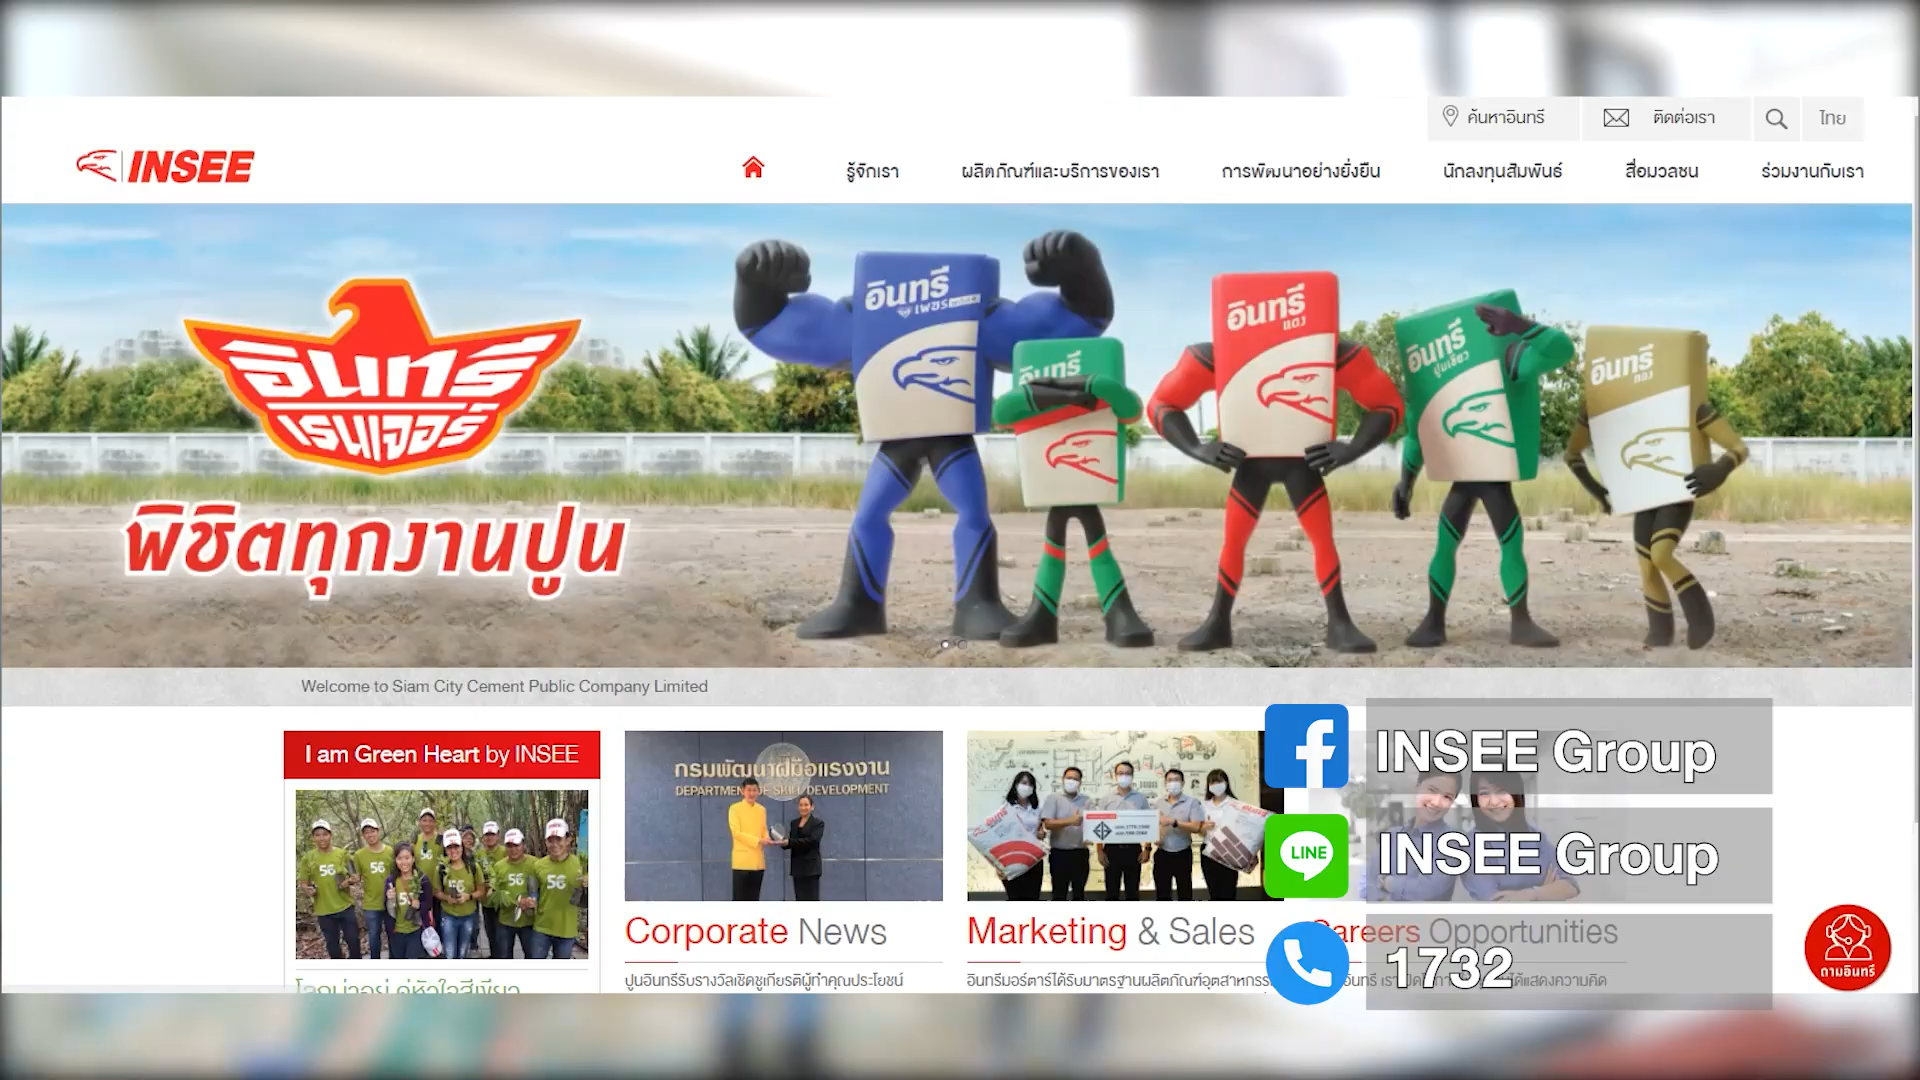 ค้นหาอินทรี
ติดต่อเรา
ไทย
INSEE
รู้จักเรา
ผลิตภัณฑ์และบริการของเรา
การพัฒนาอย่างยั่งยืน
นักลงทุนสัมพันธ์
สื่อมวลชน
ร่วมงานกับเรา
อินทรี
เรนเจอร์
พิชิตทุกงานปูน
อินทรี
เพชร
อินทรี
อินทรี
แดง
อินทรี
ปูนเขียว
อินทรี
ทอง
Welcome to Siam City Cement Public Company Limited
I am Green Heart by INSEE
56
56
56
56
กรมพัฒนาฝีมือแรงงาน
DEPARTMENT OF SKILL DEVELOPMENT
Corporate News
ปูนอินทรีรับรางวัลเชิดชูเกียรติผู้ทำคุณประโยชน์
Marketing & Sales
อินทรีมอร์ตาร์ได้รับมาตรฐานผลิตภัณฑ์อุตสาหกรร
Careers Opportunities
INSEE Group
LINE
INSEE Group
1732
ถามอินทรี